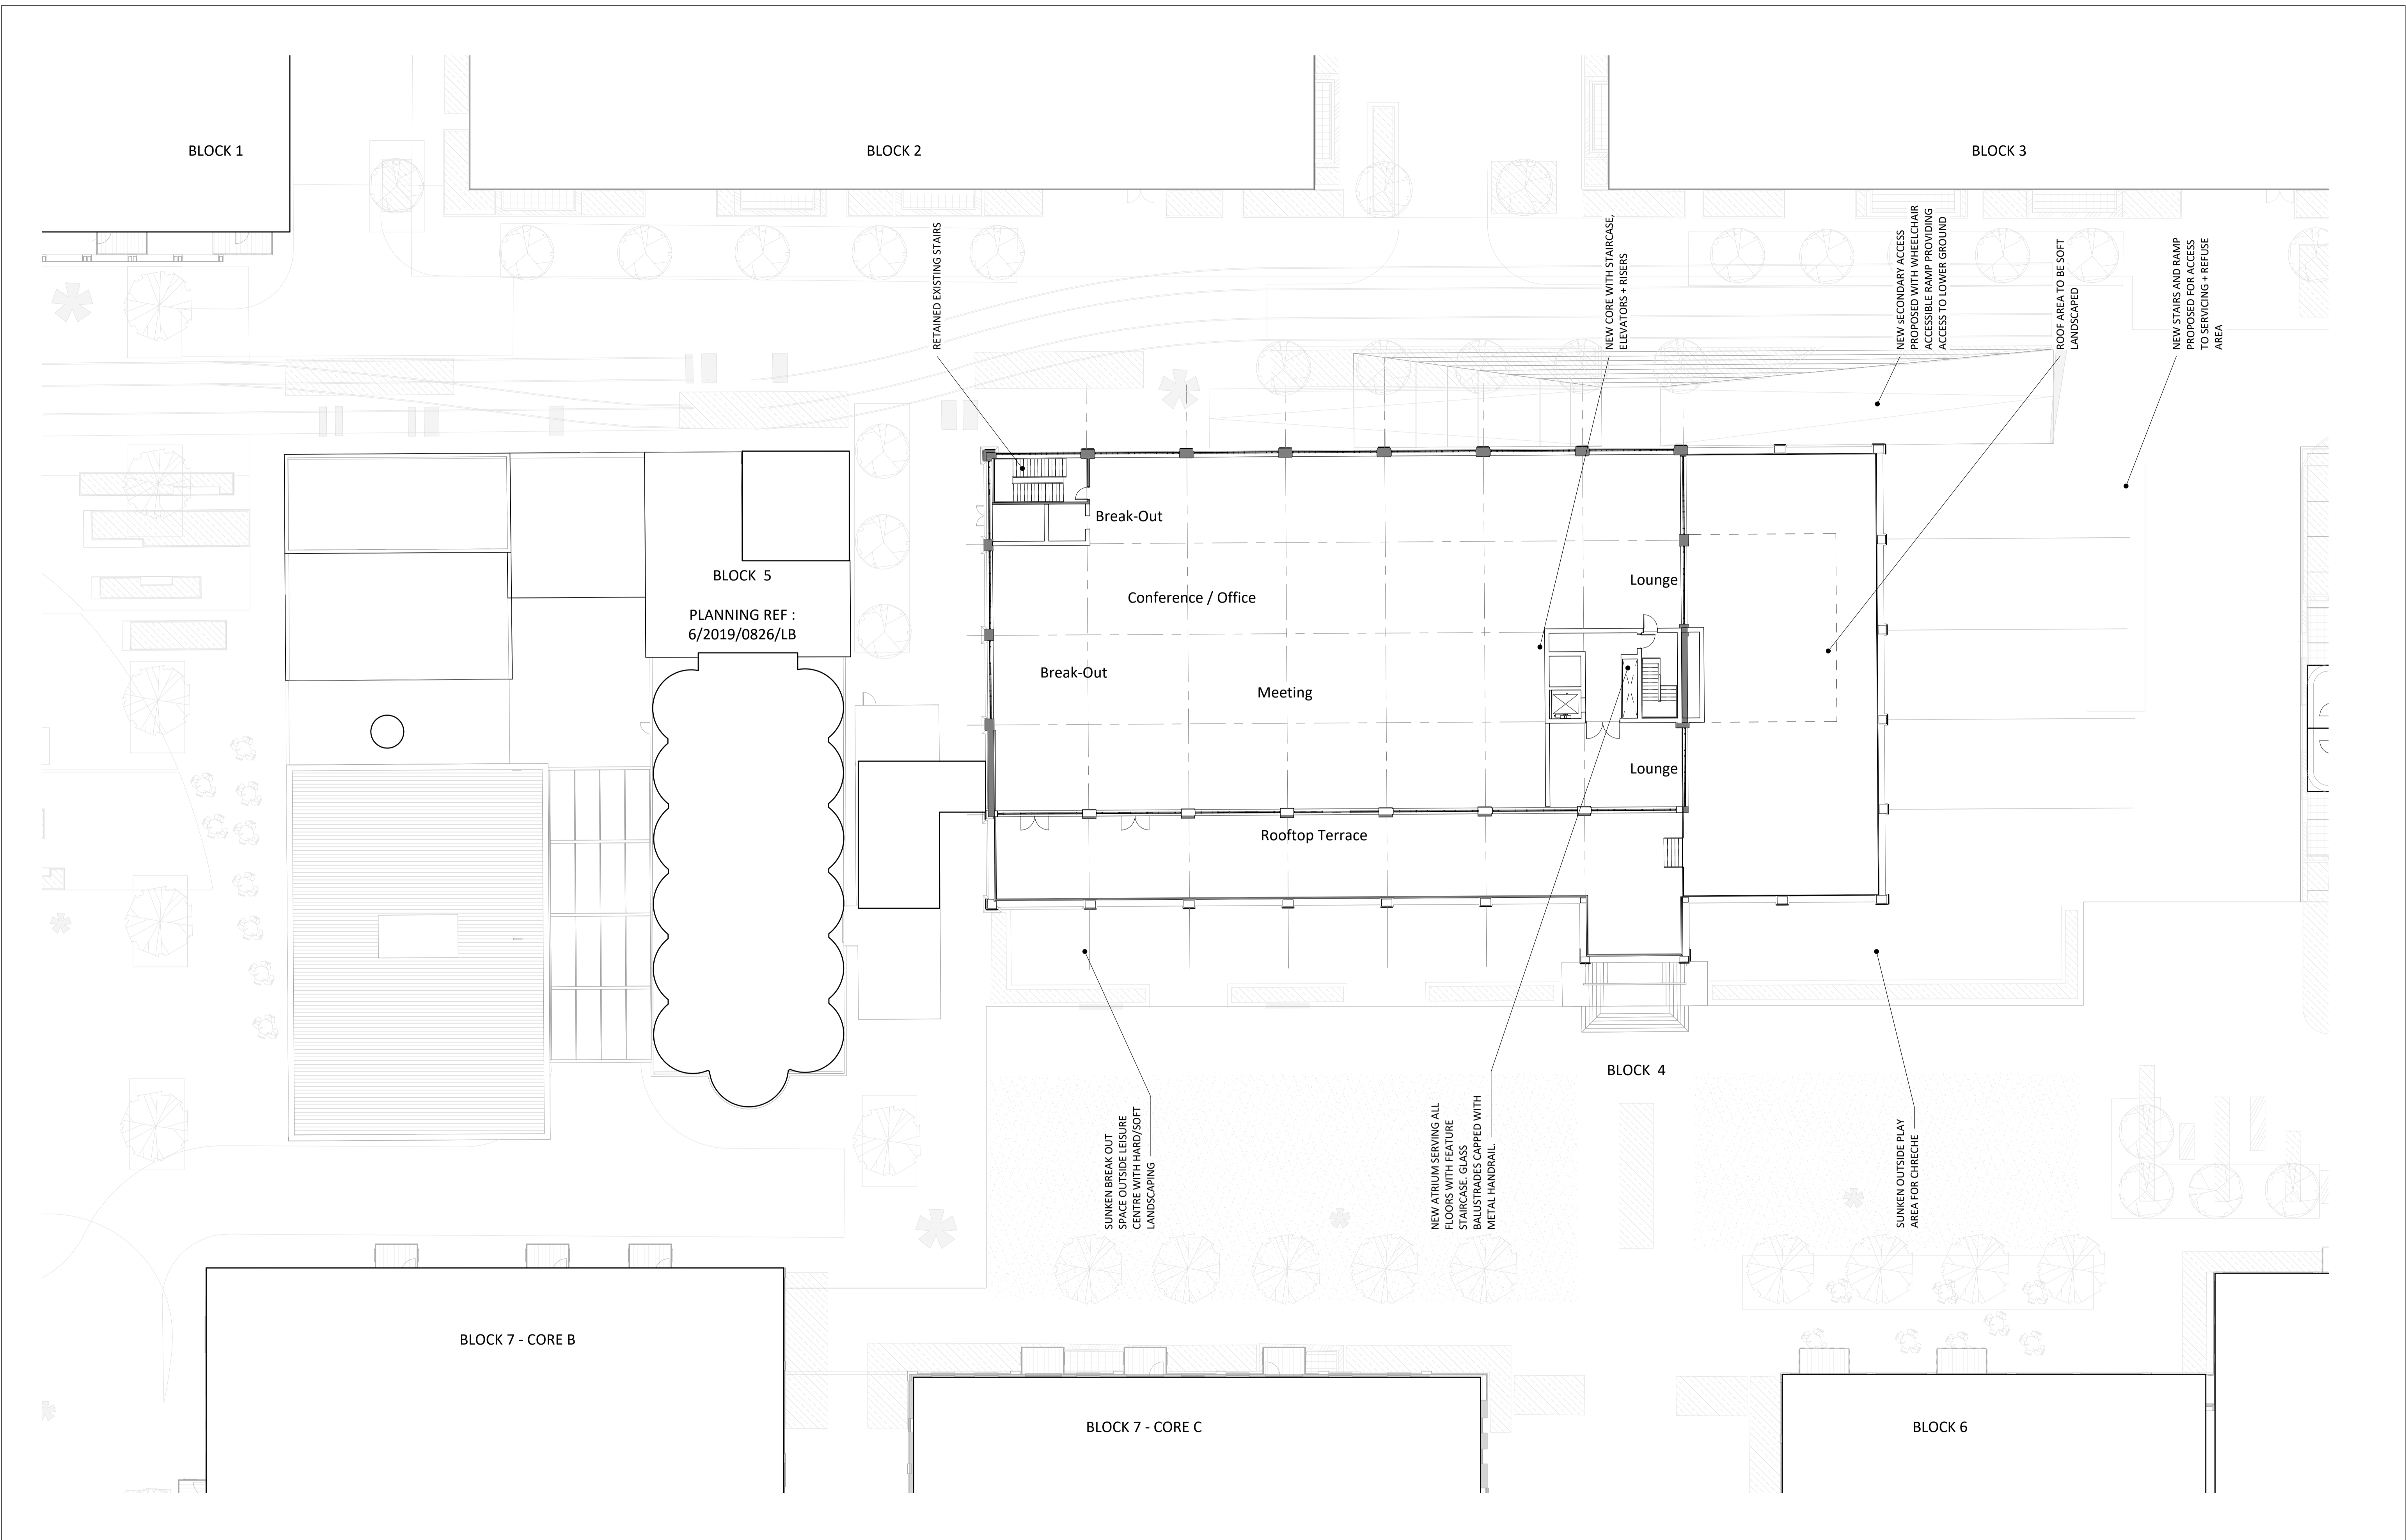 BLOCK 1
BLOCK 2
BLOCK 3
RETAINED EXISTING STAIRS
NEW CORE WITH STAIRCASE,
ELEVATORS + RISERS
NEW sECONDARY ACCESS
PROPOSED WITH WHEELCHAIR
ACCESSIBLE RAMP PROVIDING
ACCESS TO LOWER GROUND
ROOF AREA TO BE SOFT
LANDSCAPED
NEW STAIRS AND RAMP
PROPOSED FOR ACCESS
TO SERVICING + REFUSE
AREA
BLOCK 5
PLANNING REF :
6/2019/0826/LB
Break-Out
Conference / Office
Lounge
Break-Out
Meeting
Lounge
Rooftop Terrace
BLOCK 4
SUNKEN BREAK OUT
SPACE OUTSIDE LEISURE
CENTRE WITH HARD/SOFT
LANDSCAPING
NEW ATRIUM SERVING ALL
FLOORS WITH FEATURE
STAIRCASE. GLASS
BALUSTRADES CAPPED WITH
METAL HANDRAIL.
SUNKEN OUTSIDE PLAY
AREA FOR CHRECHE
BLOCK 7 - CORE B
BLOCK 7 - CORE C
BLOCK 6